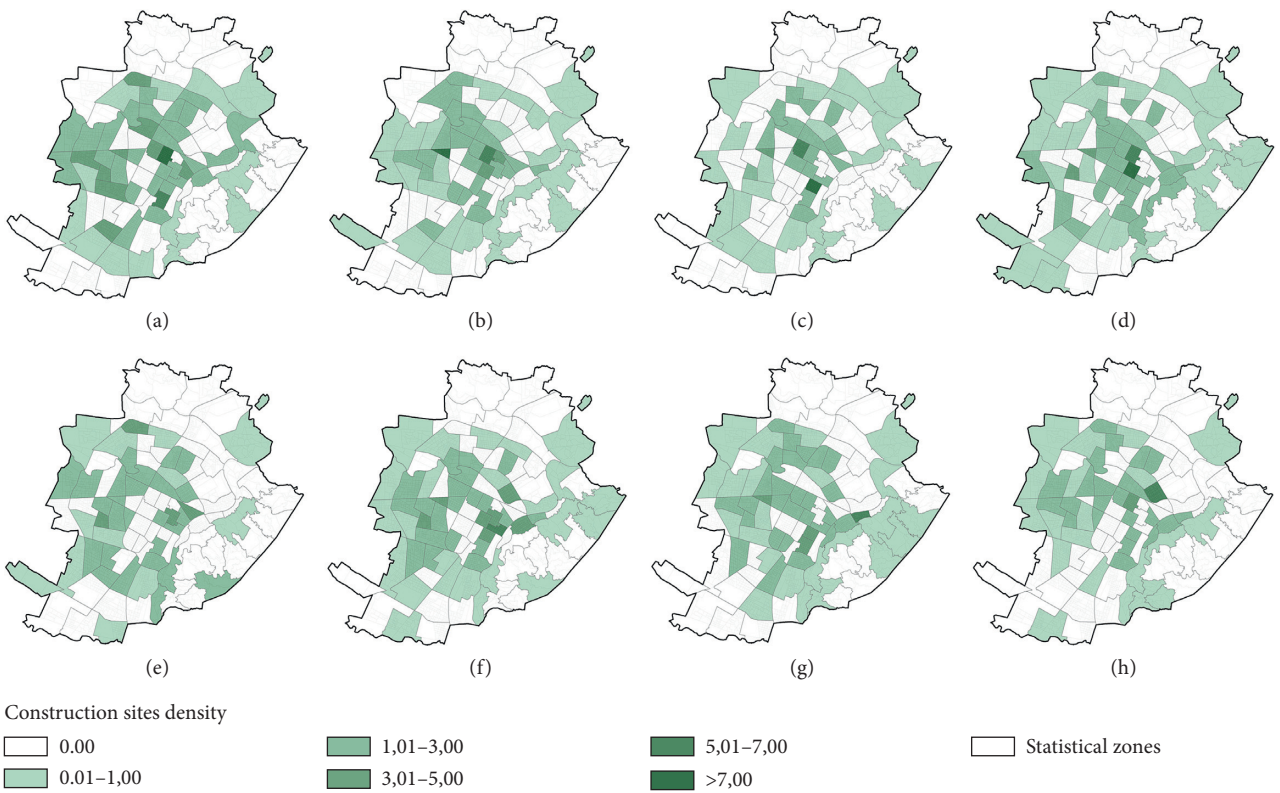 (a)
(b)
(c)
(d)
(e)
(f)
(g)
(h)
Construction sites density
0.00
1,01–3,00
5,01–7,00
Statistical zones
0.01–1,00
3,01–5,00
>7,00